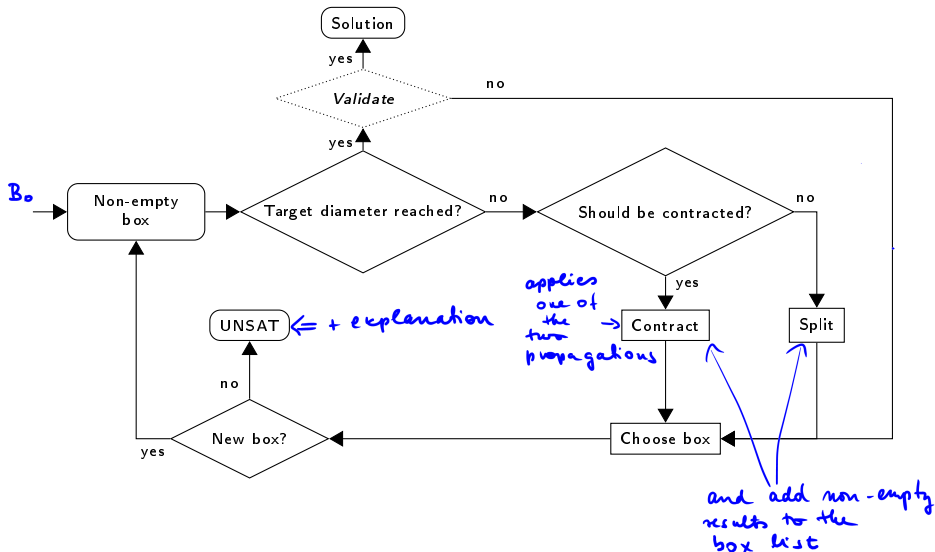 Solution
yes
Validate
no
yes
B₀
Non-empty
box
Target diameter reached?
no
Should be contracted?
no
yes
applies
one of
the
two
propagations
Contract
Split
UNSAT
<= + explanation
no
New box?
yes
Choose box
and add non-empty
results to the
box list